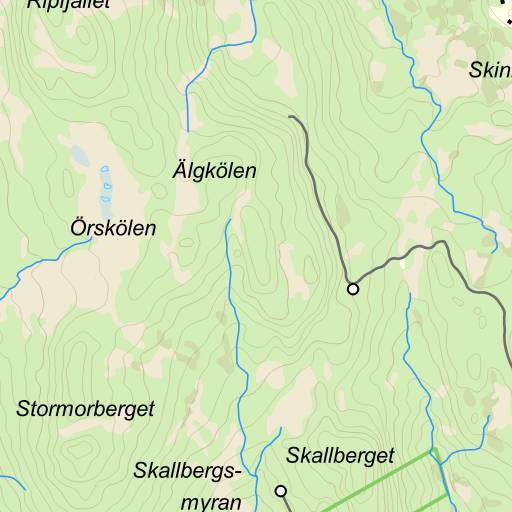 Ripfjället
Skin
Älgkölen
Örskölen
Stormorberget
Skallberget
Skallbergs-
myran